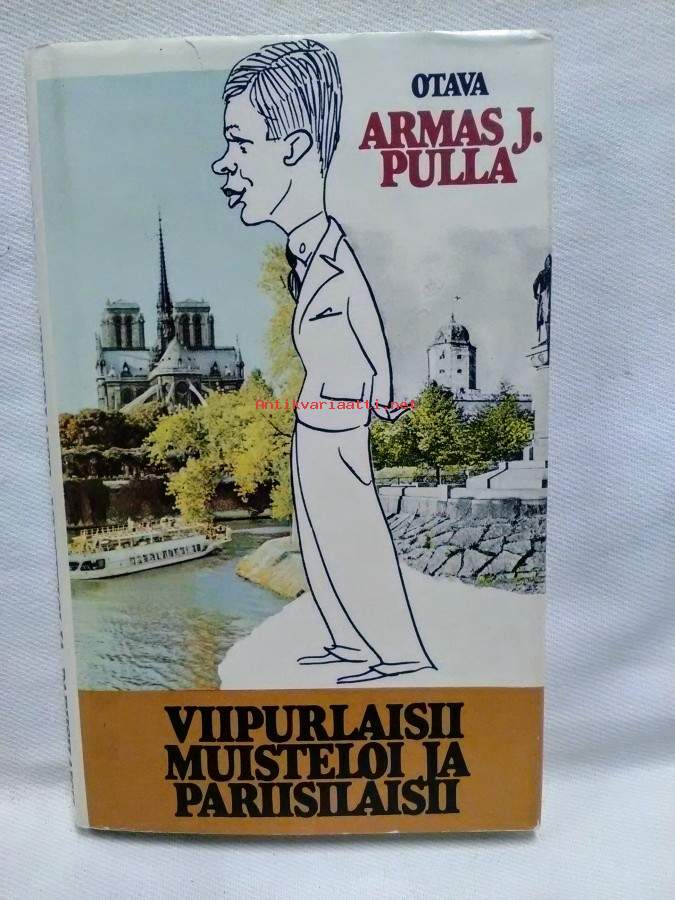 OTAVA
ARMAS J.
PULLA
Antikvariaatti.net
VIIPURLAISII
MUISTELOI JA
PARIISILAISII